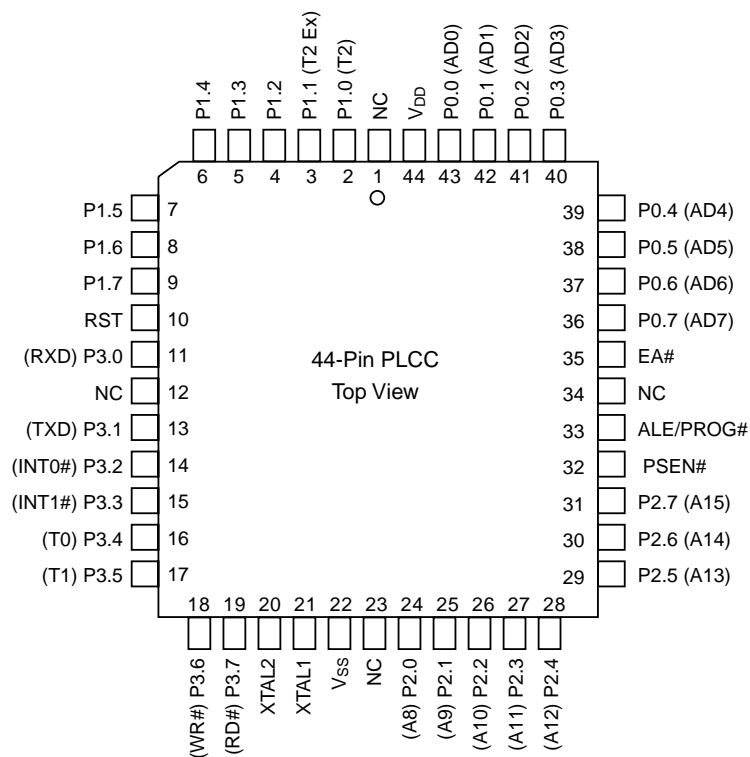 P1.4
P1.3
P1.2
P1.1 (T2 Ex)
P1.0 (T2)
NC
VDD
P0.0 (AD0)
P0.1 (AD1)
P0.2 (AD2)
P0.3 (AD3)
6 5 4 3 2 1 44 43 42 41 40
P1.5 7 39 P0.4 (AD4)
P1.6 8 38 P0.5 (AD5)
P1.7 9 37 P0.6 (AD6)
RST 10 36 P0.7 (AD7)
(RXD) P3.0 11 35 EA#
NC 12 34 NC
(TXD) P3.1 13 33 ALE/PROG#
(INT0#) P3.2 14 32 PSEN#
(INT1#) P3.3 15 31 P2.7 (A15)
(T0) P3.4 16 30 P2.6 (A14)
(T1) P3.5 17 29 P2.5 (A13)
44-Pin PLCC
Top View
18 19 20 21 22 23 24 25 26 27 28
(WR#) P3.6
(RD#) P3.7
XTAL2
XTAL1
VSS
NC
(A8) P2.0
(A9) P2.1
(A10) P2.2
(A11) P2.3
(A12) P2.4